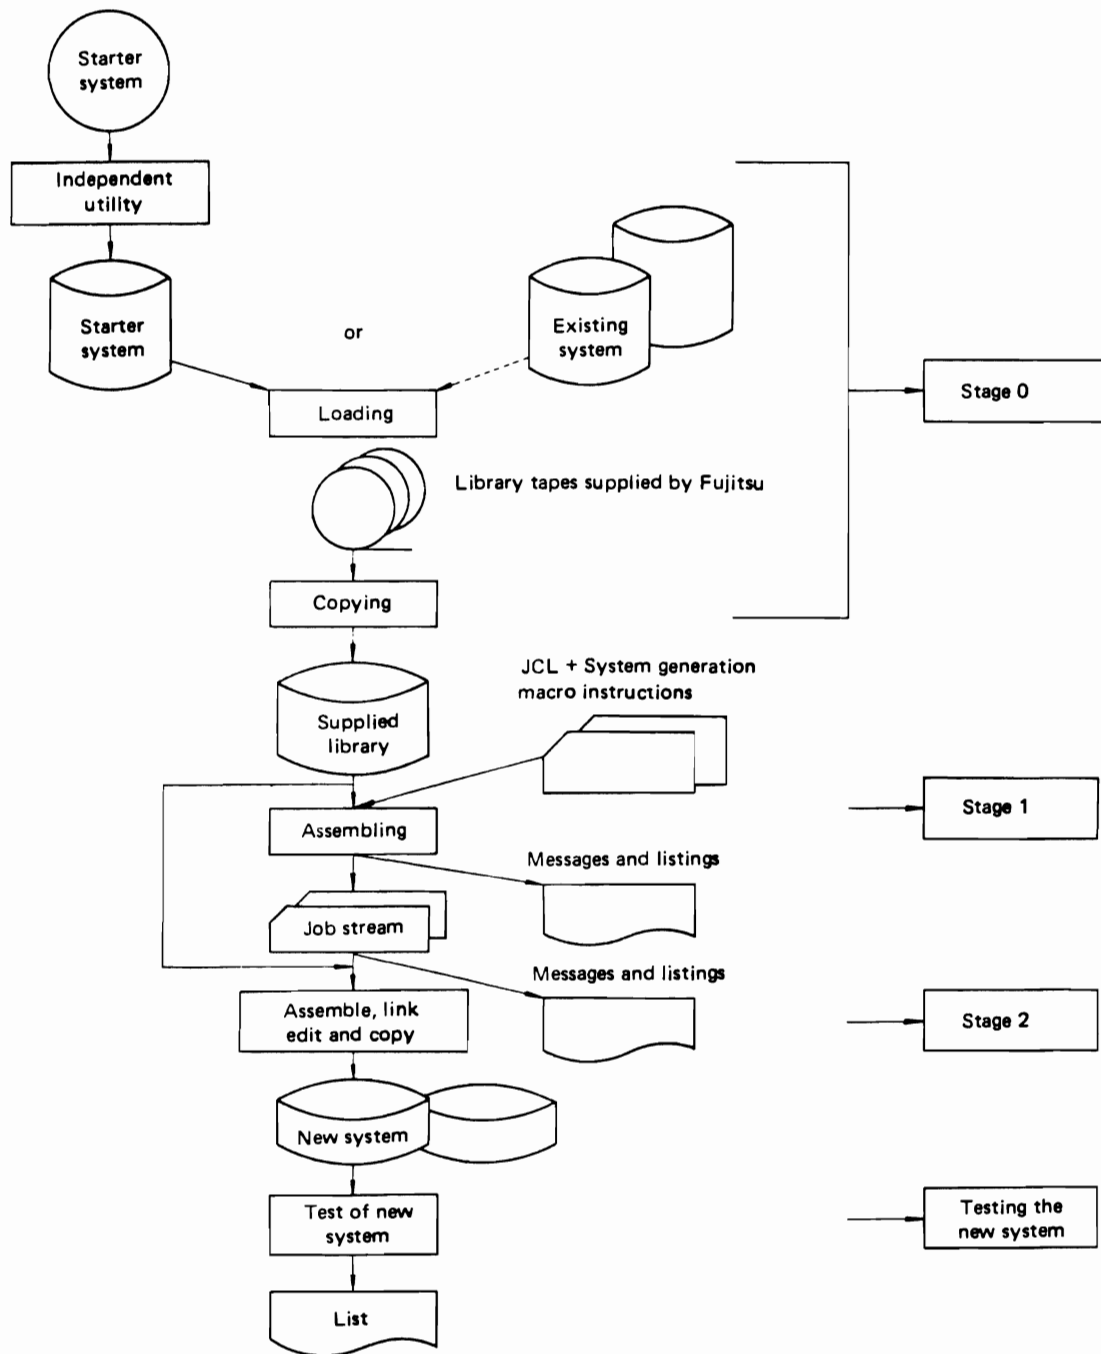 Starter
system
Independent
utility
Starter
system
or
Existing
system
Loading
Stage 0
Library tapes supplied by Fujitsu
Copying
JCL + System generation
macro instructions
Supplied
library
Assembling
Stage 1
Messages and listings
Job stream
Messages and listings
Assemble, link
edit and copy
Stage 2
New system
Test of new
system
Testing the
new system
List